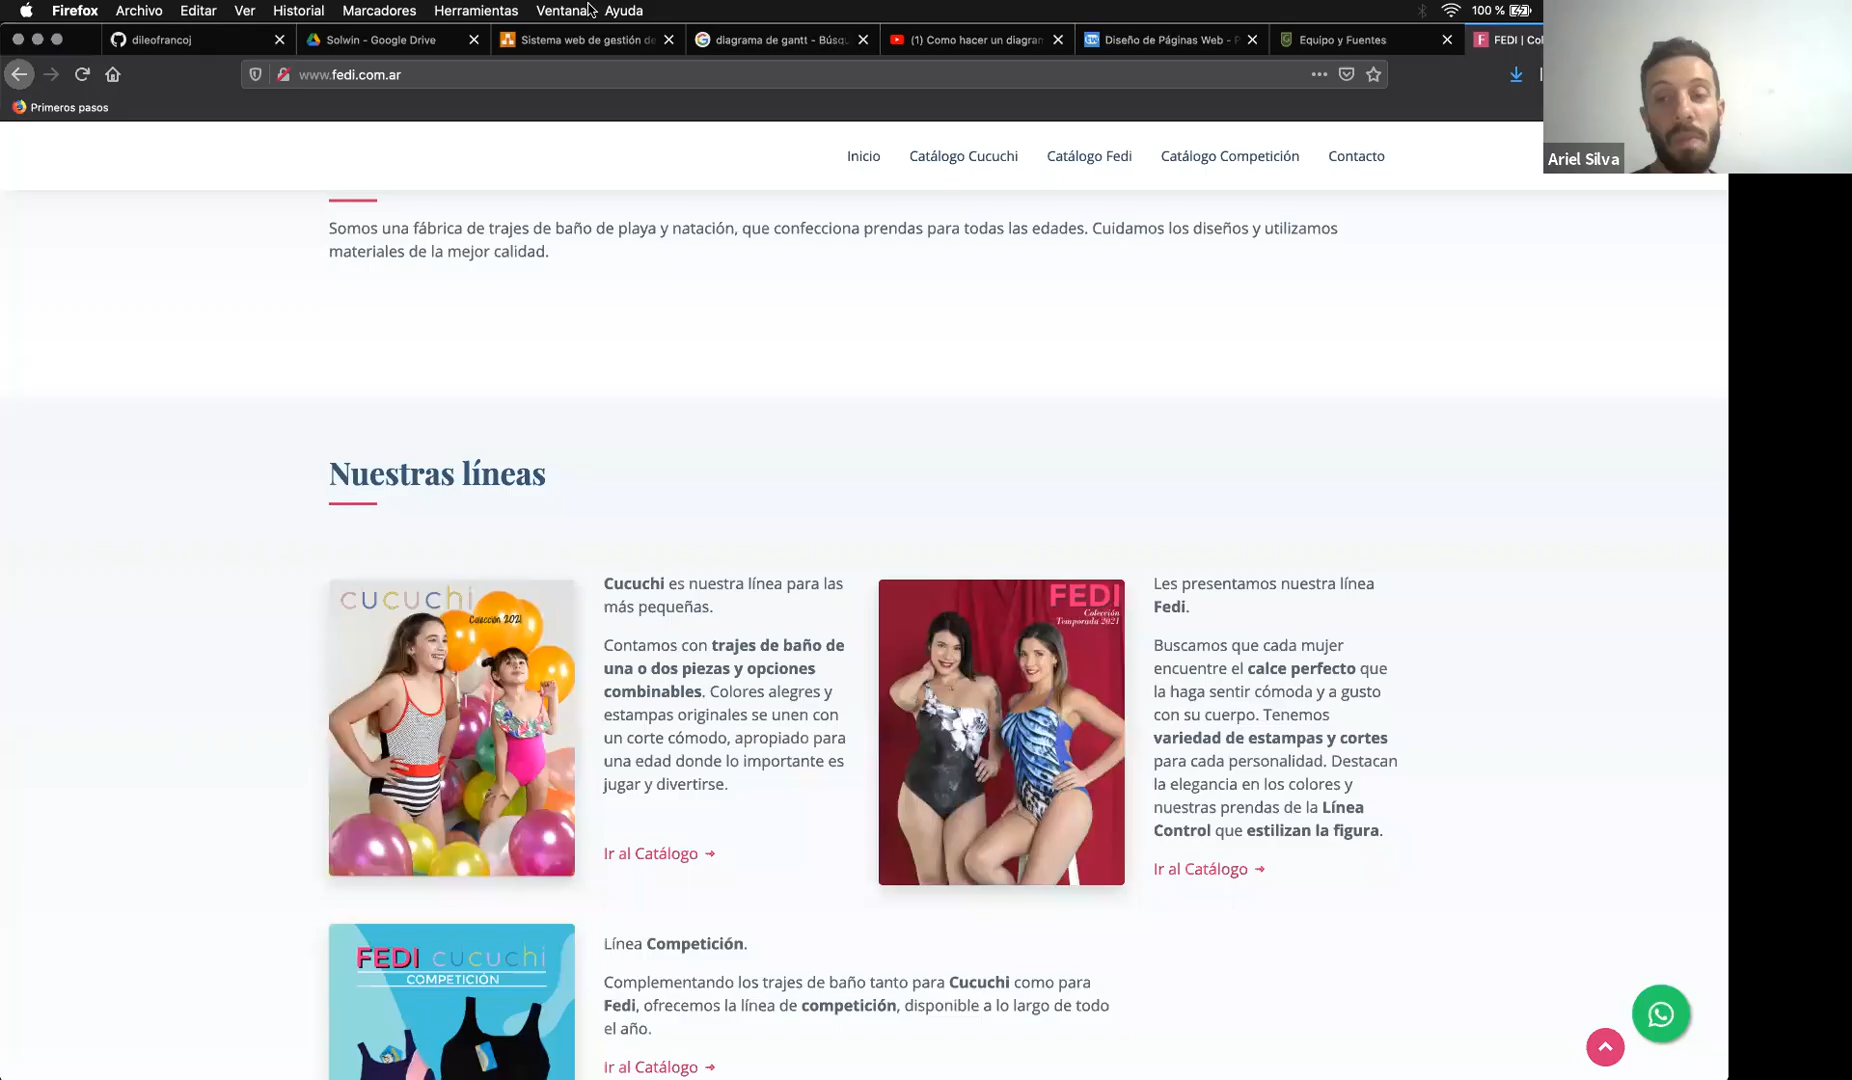 Firefox Archivo Editar Ver Historial Marcadores Herramientas Ventana Ayuda 100 %
dileofrancoj Solwin - Google Drive Sistema web de gestión de diagrama de gantt - Búsqu (1) Como hacer un diagran Diseño de Páginas Web - P Equipo y Fuentes FEDI | Col
www.fedi.com.ar
Primeros pasos
Ariel Silva
Inicio Catálogo Cucuchi Catálogo Fedi Catálogo Competición Contacto
Somos una fábrica de trajes de baño de playa y natación, que confecciona prendas para todas las edades. Cuidamos los diseños y utilizamos
materiales de la mejor calidad.
Nuestras líneas
cucuchi
Colección 2021
Cucuchi es nuestra línea para las
más pequeñas.
Contamos con trajes de baño de
una o dos piezas y opciones
combinables. Colores alegres y
estampas originales se unen con
un corte cómodo, apropiado para
una edad donde lo importante es
jugar y divertirse.
Ir al Catálogo →
FEDI
Colección
Temporada 2021
Les presentamos nuestra línea
Fedi.
Buscamos que cada mujer
encuentre el calce perfecto que
la haga sentir cómoda y a gusto
con su cuerpo. Tenemos
variedad de estampas y cortes
para cada personalidad. Destacan
la elegancia en los colores y
nuestras prendas de la Línea
Control que estilizan la figura.
Ir al Catálogo →
FEDI cucuchi
COMPETICIÓN
Línea Competición.
Complementando los trajes de baño tanto para Cucuchi como para
Fedi, ofrecemos la línea de competición, disponible a lo largo de todo
el año.
Ir al Catálogo →